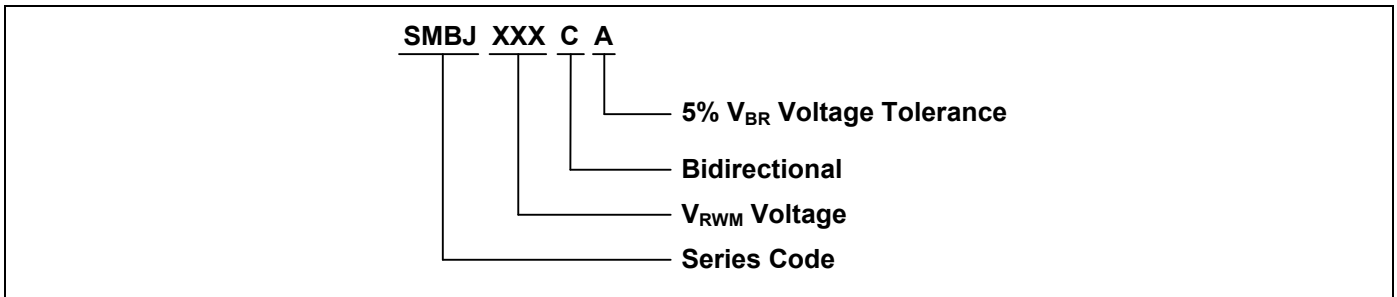 SMBJ XXX C A
5% VBR Voltage Tolerance
Bidirectional
VRWM Voltage
Series Code